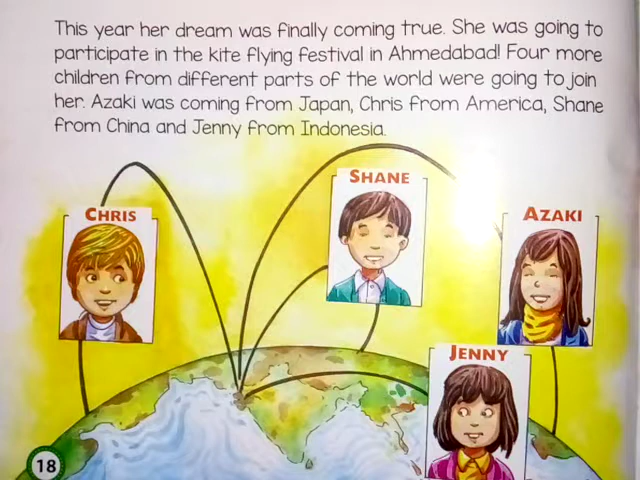 This year her dream was finally coming true. She was going to
participate in the kite flying festival in Ahmedabad! Four more
children from different parts of the world were going to join
her. Azaki was coming from Japan, Chris from America, Shane
from China and Jenny from Indonesia.
SHANE
CHRIS
AZAKI
JENNY
18